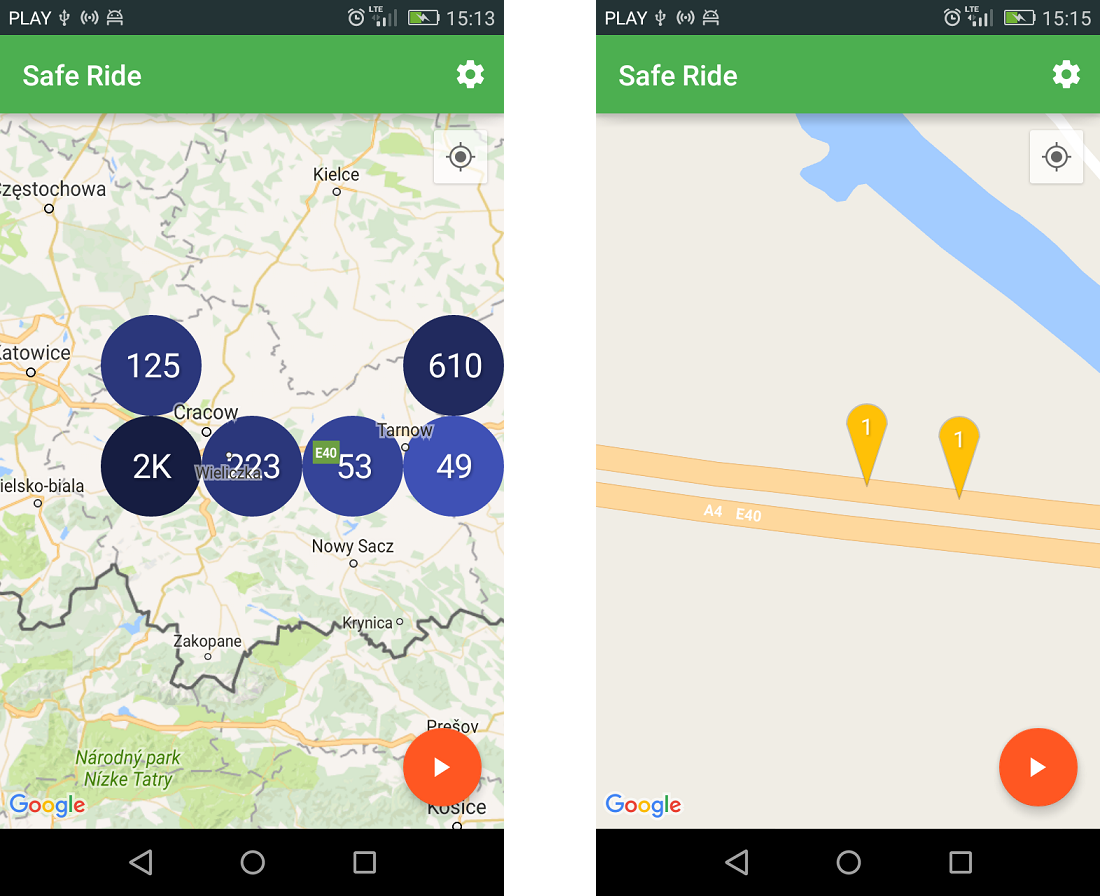 PLAY
LTE
15:13
Safe Ride
Kielce
zęstochowa
atowice
125
610
Cracow
Tarnow
2K
223
Wieliczka
E40
53
49
ielsko-biala
Nowy Sacz
Krynica
Zakopane
Prešov
Národný park
Nízke Tatry
Google
Košice
PLAY
LTE
15:15
Safe Ride
1
1
A4 E40
Google